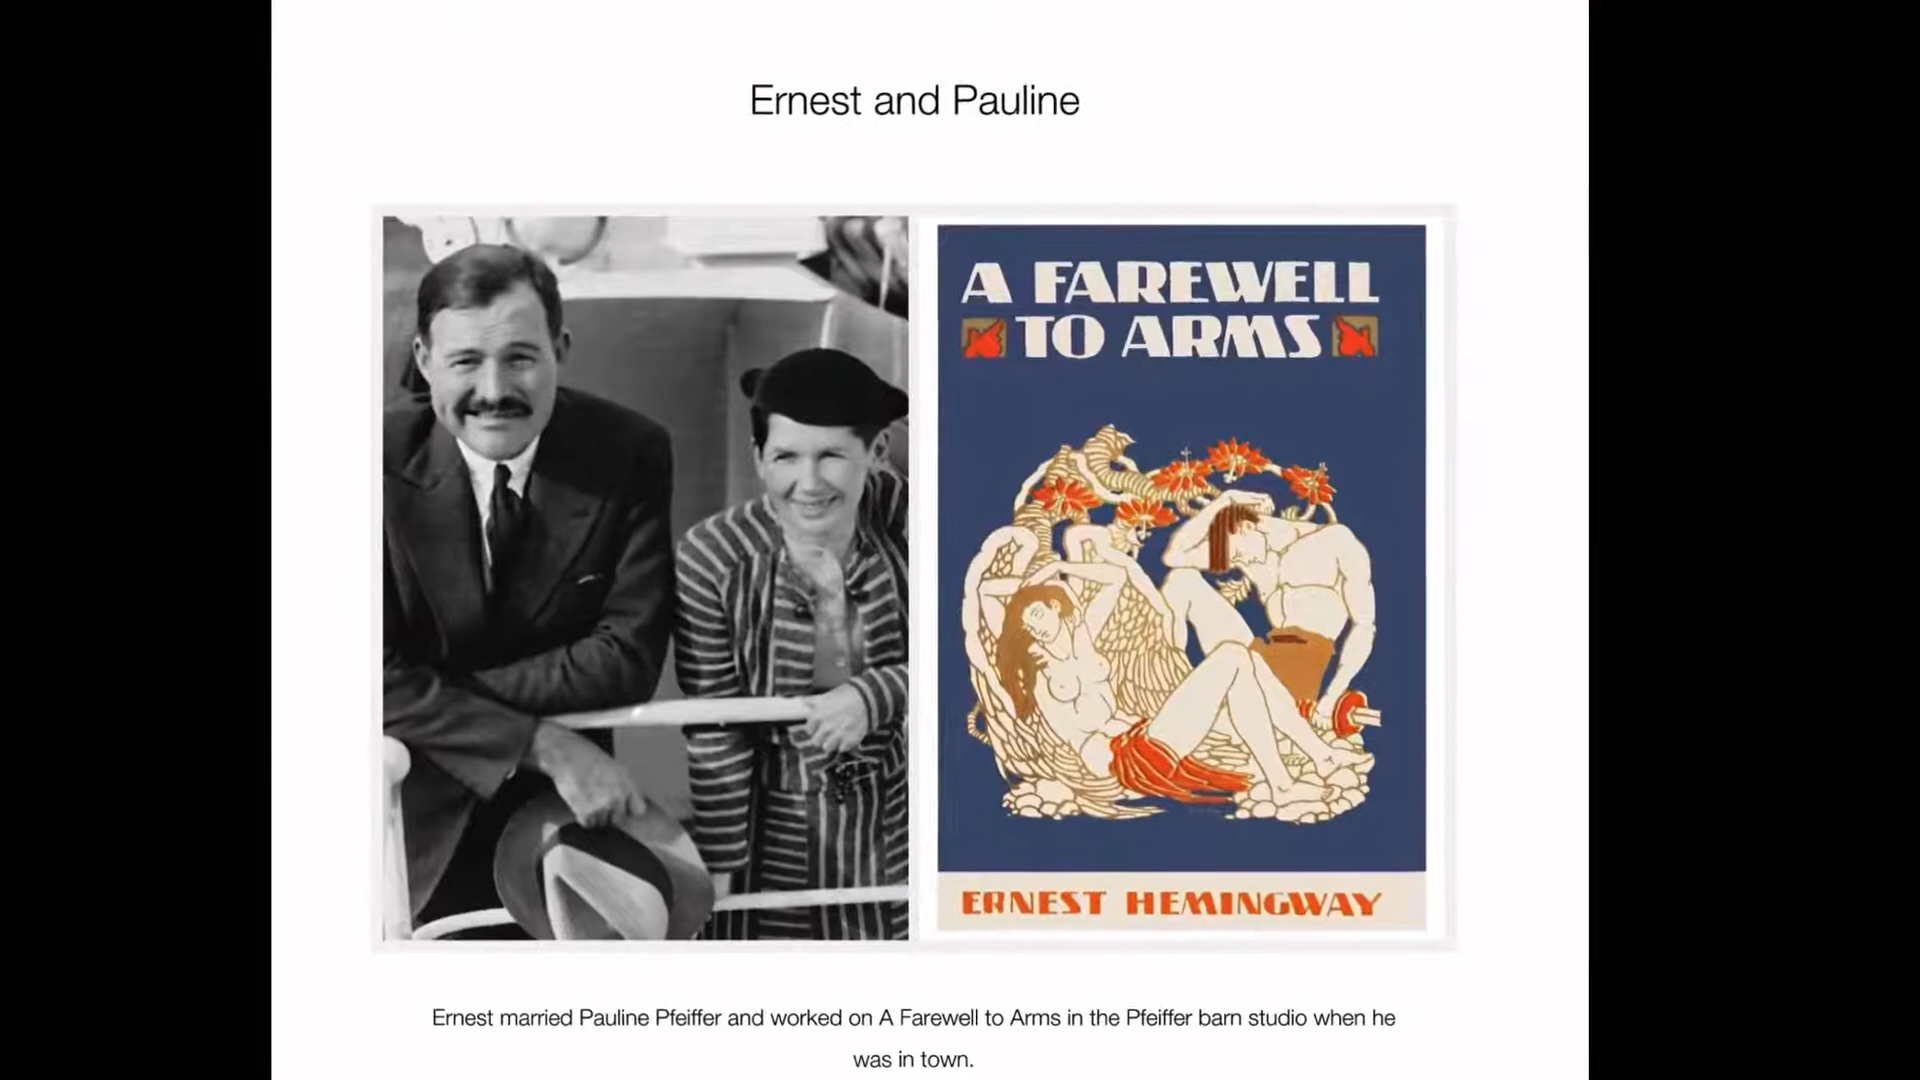 Ernest and Pauline
A FAREWELL
TO ARMS
ERNEST HEMINGWAY
Ernest married Pauline Pfeiffer and worked on A Farewell to Arms in the Pfeiffer barn studio when he
was in town.